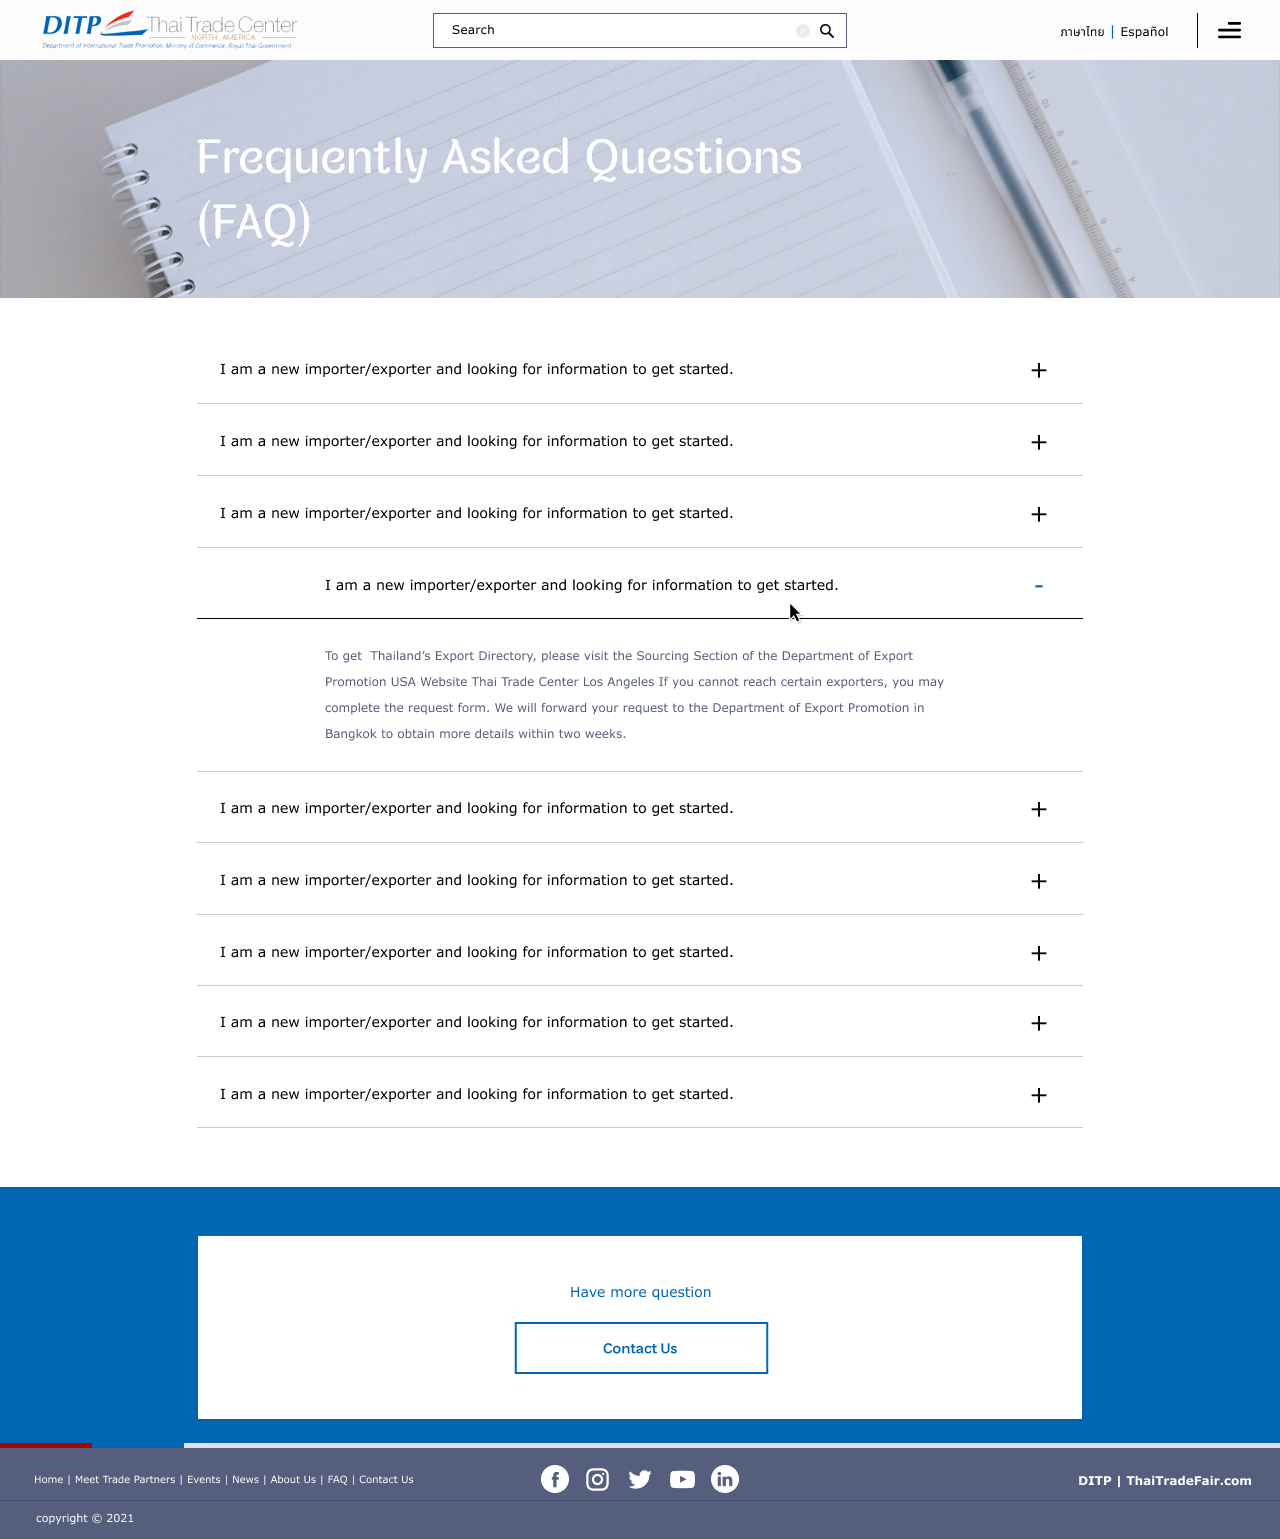 DITP Thai Trade Center
NORTH AMERICA
Department of International Trade Promotion, Ministry of Commerce, Royal Thai Government
Search
ภาษาไทย | Español
Frequently Asked Questions
(FAQ)
I am a new importer/exporter and looking for information to get started. +
I am a new importer/exporter and looking for information to get started. +
I am a new importer/exporter and looking for information to get started. +
I am a new importer/exporter and looking for information to get started. -
To get Thailand’s Export Directory, please visit the Sourcing Section of the Department of Export
Promotion USA Website Thai Trade Center Los Angeles If you cannot reach certain exporters, you may
complete the request form. We will forward your request to the Department of Export Promotion in
Bangkok to obtain more details within two weeks.
I am a new importer/exporter and looking for information to get started. +
I am a new importer/exporter and looking for information to get started. +
I am a new importer/exporter and looking for information to get started. +
I am a new importer/exporter and looking for information to get started. +
I am a new importer/exporter and looking for information to get started. +
Have more question
Contact Us
Home | Meet Trade Partners | Events | News | About Us | FAQ | Contact Us
DITP | ThaiTradeFair.com
copyright © 2021